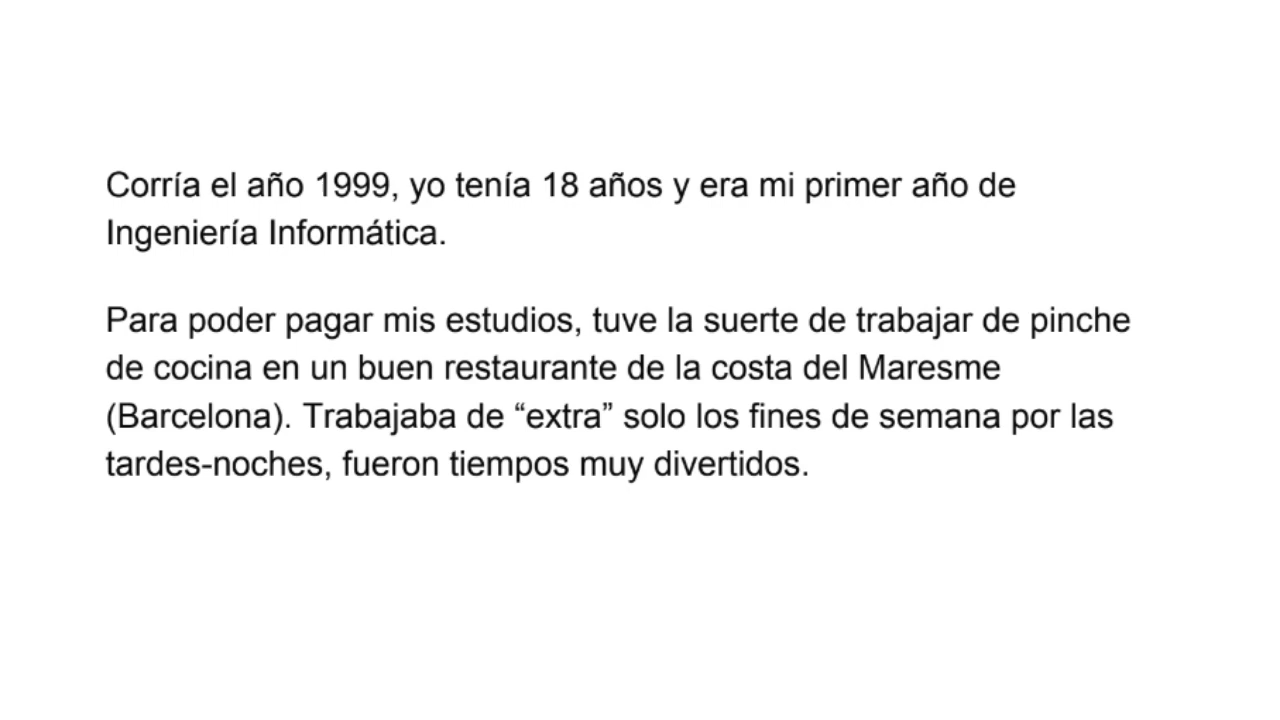 Corría el año 1999, yo tenía 18 años y era mi primer año de
Ingeniería Informática.
Para poder pagar mis estudios, tuve la suerte de trabajar de pinche
de cocina en un buen restaurante de la costa del Maresme
(Barcelona). Trabajaba de “extra” solo los fines de semana por las
tardes-noches, fueron tiempos muy divertidos.